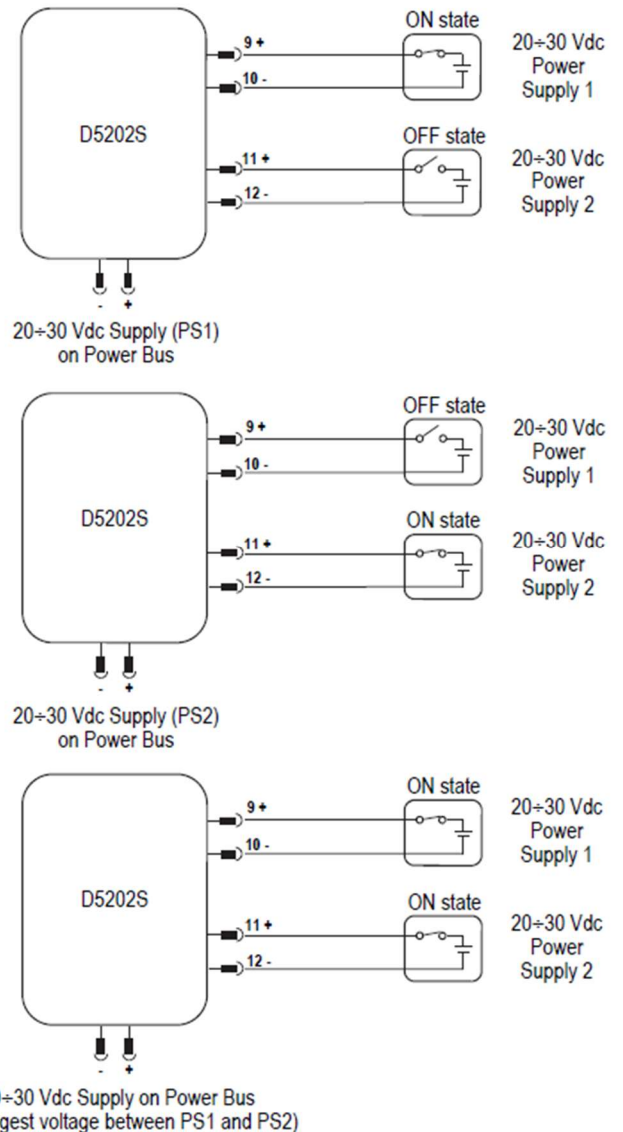 ON state
9 +
20÷30 Vdc
Power
Supply 1
10 -
D5202S
OFF state
11 +
20÷30 Vdc
Power
Supply 2
12 -
- +
20÷30 Vdc Supply (PS1)
on Power Bus
OFF state
9 +
20÷30 Vdc
Power
Supply 1
10 -
D5202S
ON state
11 +
20÷30 Vdc
Power
Supply 2
12 -
- +
20÷30 Vdc Supply (PS2)
on Power Bus
ON state
9 +
20÷30 Vdc
Power
Supply 1
10 -
D5202S
ON state
11 +
20÷30 Vdc
Power
Supply 2
12 -
- +
÷30 Vdc Supply on Power Bus
voltage between PS1 and PS2)